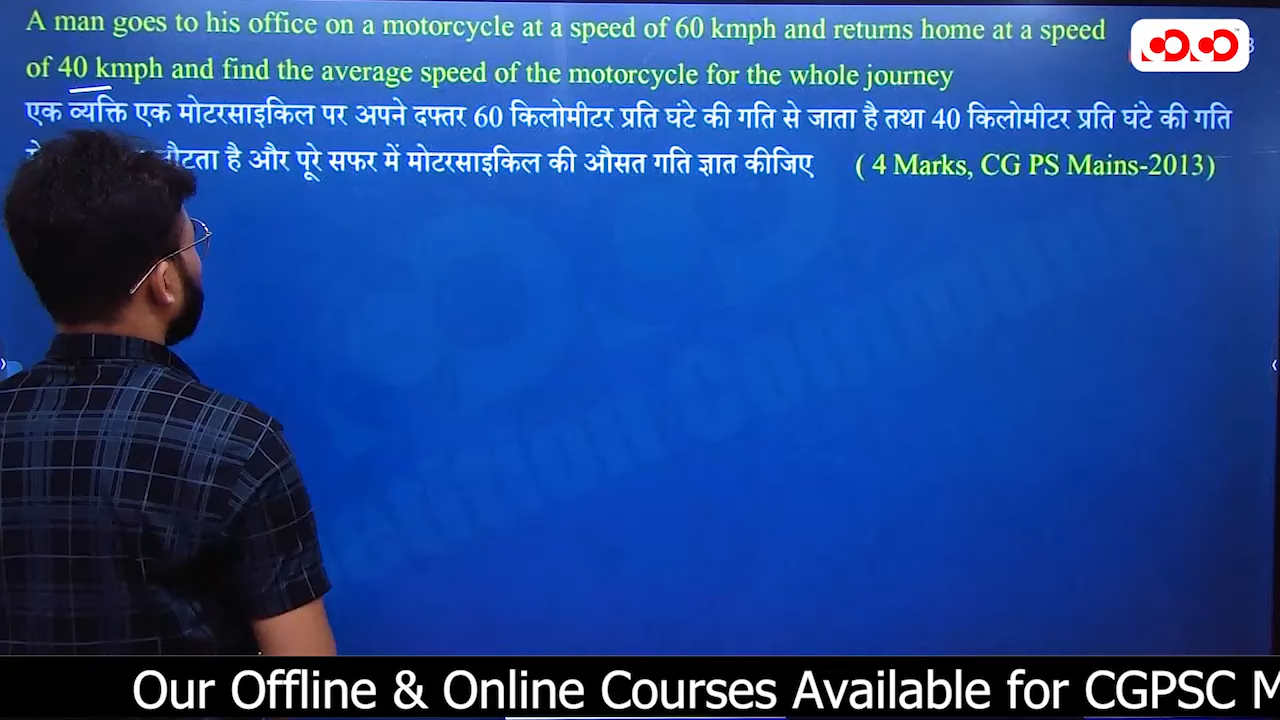 A man goes to his office on a motorcycle at a speed of 60 kmph and returns home at a speed
of 40 kmph and find the average speed of the motorcycle for the whole journey
एक व्यक्ति एक मोटरसाइकिल पर अपने दफ्तर 60 किलोमीटर प्रति घंटे की गति से जाता है तथा 40 किलोमीटर प्रति घंटे की गति
है और पूरे सफर में मोटरसाइकिल की औसत गति ज्ञात कीजिए ( 4 Marks, CG PS Mains-2013)
Our Offline & Online Courses Available for CGPSC M